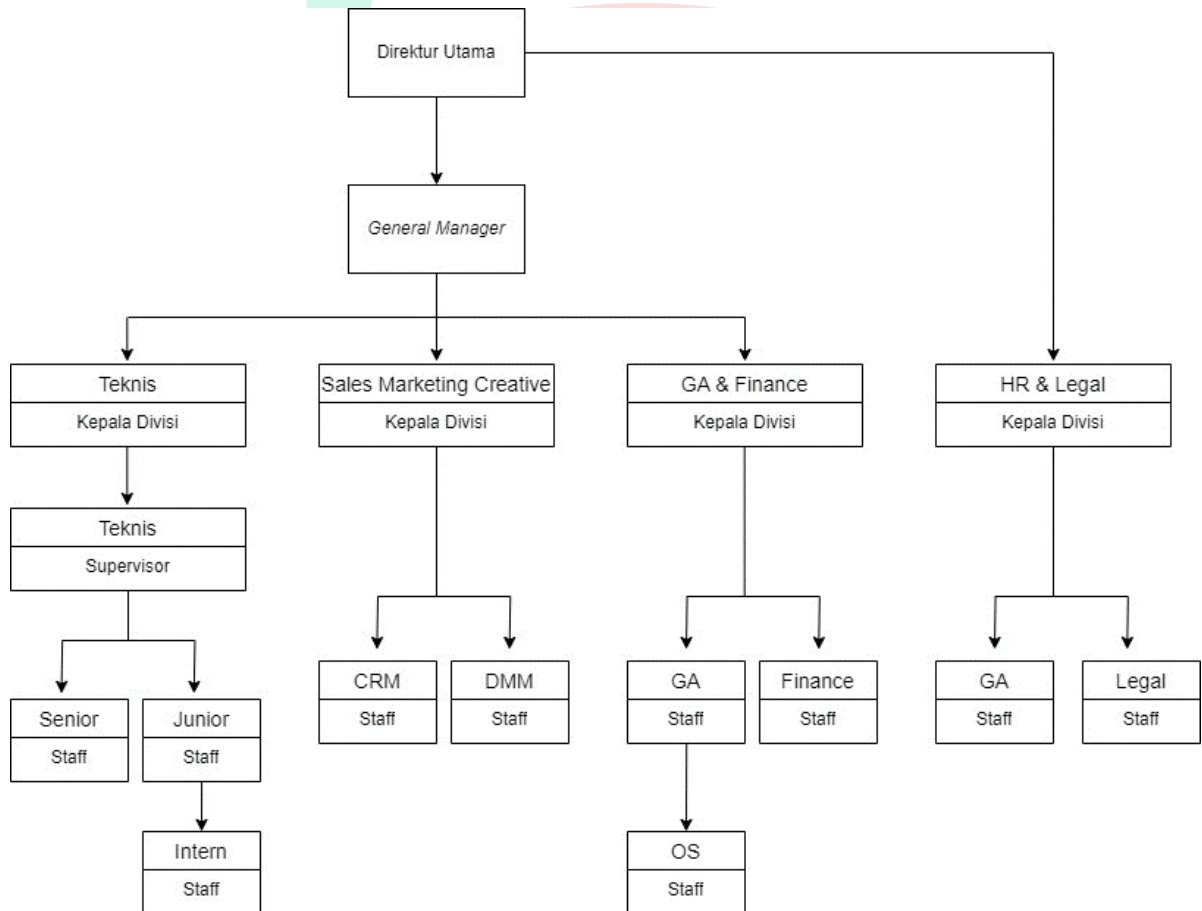 Direktur Utama
General Manager
Teknis
Kepala Divisi
Sales Marketing Creative
Kepala Divisi
GA & Finance
Kepala Divisi
HR & Legal
Kepala Divisi
Teknis
Supervisor
Senior
Staff
Junior
Staff
CRM
Staff
DMM
Staff
GA
Staff
Finance
Staff
GA
Staff
Legal
Staff
Intern
Staff
OS
Staff